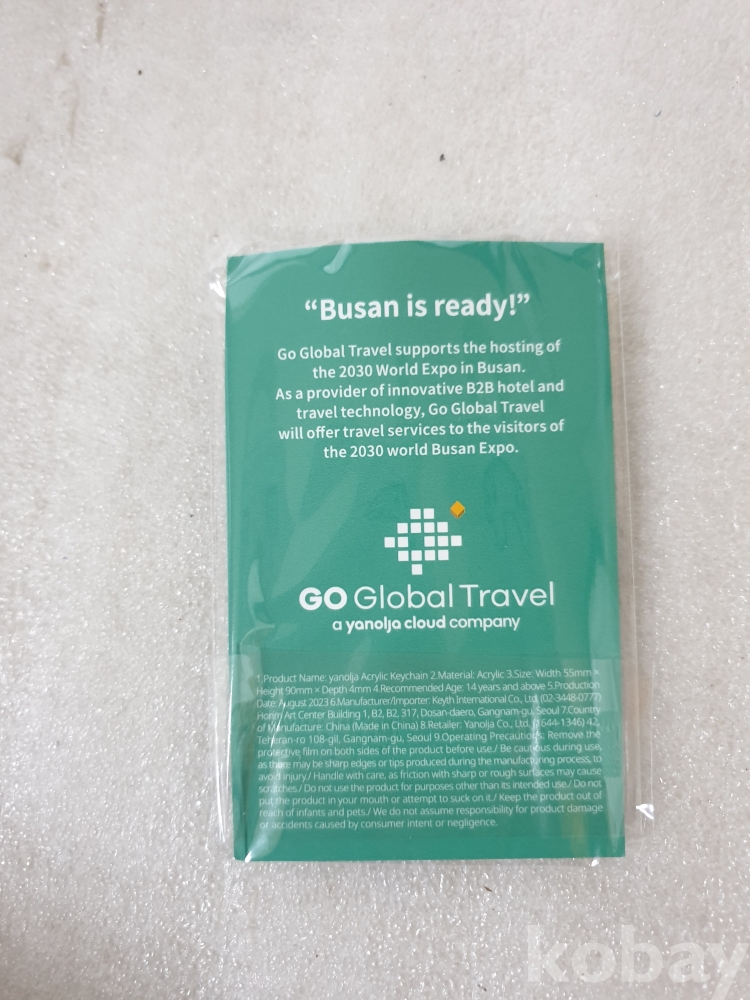 “Busan is ready!”
Go Global Travel supports the hosting of
the 2030 World Expo in Busan.
As a provider of innovative B2B hotel and
travel technology, Go Global Travel
will offer travel services to the visitors of
the 2030 world Busan Expo.
GO Global Travel
a yanolja cloud company
1.Product Name: yanolja Acrylic Keychain 2.Material: Acrylic 3.Size: Width 55mm ×
Height 90mm × Depth 4mm 4.Recommended Age: 14 years and above 5.Production
Date: August 2023 6.Manufacturer/Importer: Keyth International Co., Ltd. (02-3448-0777)
Horim Art Center Building 1, B2, B2, 317, Dosan-daero, Gangnam-gu, Seoul 7.Country
of Manufacture: China (Made in China) 8.Retailer: Yanolja Co., Ltd. (1644-1346) 42,
Teheran-ro 108-gil, Gangnam-gu, Seoul 9.Operating Precautions: Remove the
protective film on both sides of the product before use./ Be cautious during use,
as there may be sharp edges or tips produced during the manufacturing process, to
avoid injury./ Handle with care, as friction with sharp or rough surfaces may cause
scratches./ Do not use the product for purposes other than its intended use./ Do not
put the product in your mouth or attempt to suck on it./ Keep the product out of
reach of infants and pets./ We do not assume responsibility for product damage
or accidents caused by consumer intent or negligence.
kobay